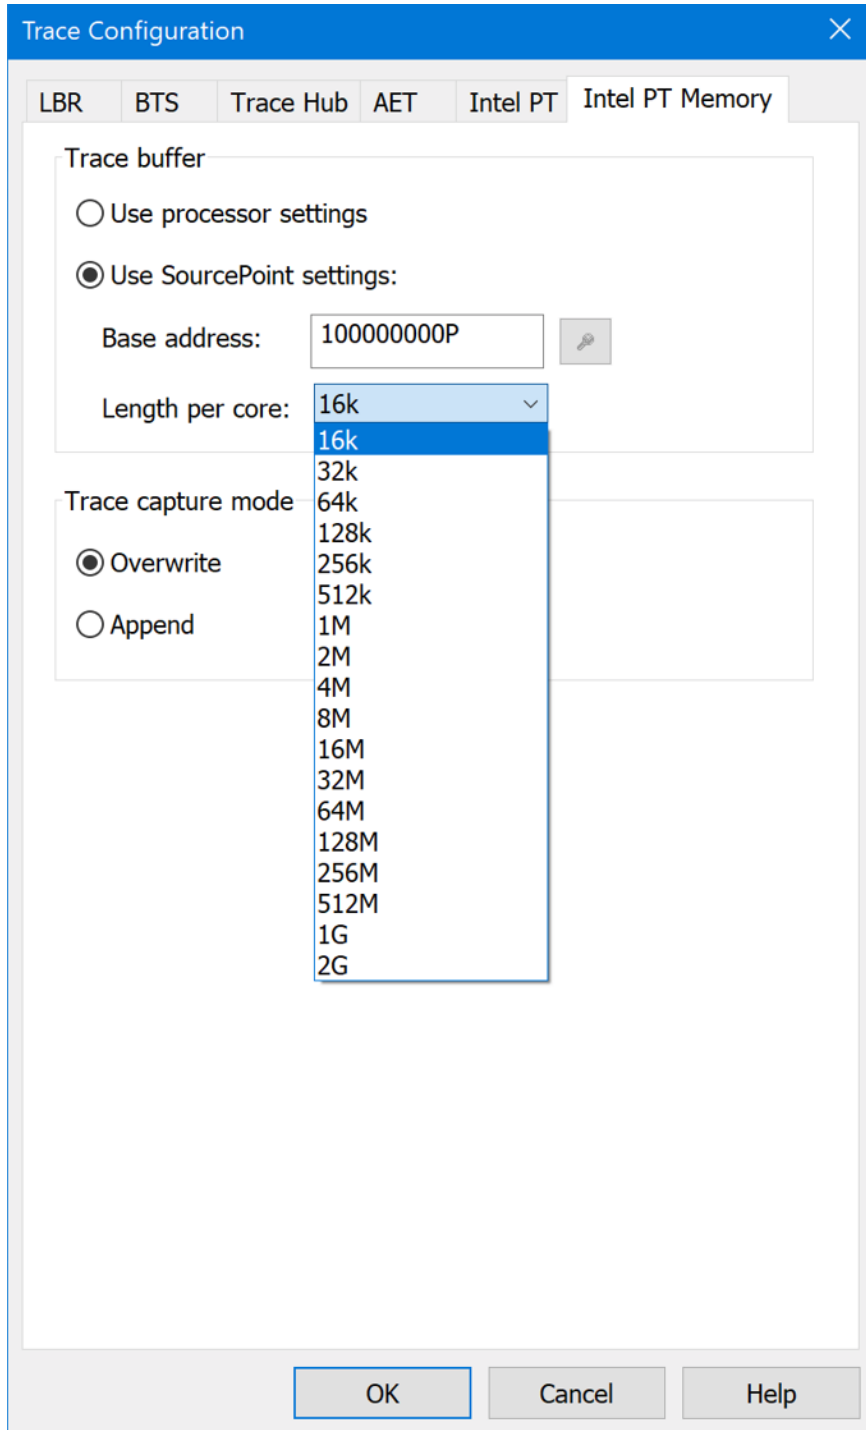 Trace Configuration
LBR BTS Trace Hub AET Intel PT Intel PT Memory
Trace buffer
Use processor settings
Use SourcePoint settings:
Base address: 100000000P
Length per core: 16k
16k
32k
64k
128k
256k
512k
1M
2M
4M
8M
16M
32M
64M
128M
256M
512M
1G
2G
Trace capture mode
Overwrite
Append
OK Cancel Help